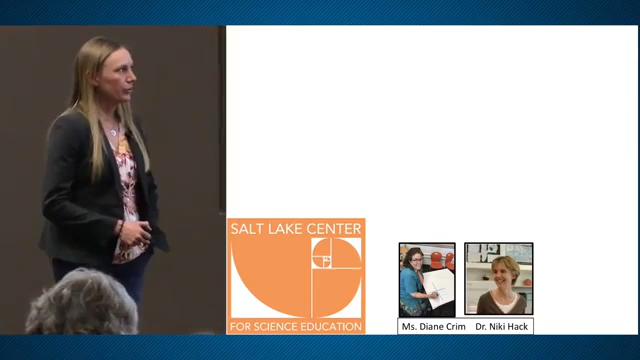 SALT LAKE CENTER
FOR SCIENCE EDUCATION
Ms. Diane Crim Dr. Niki Hack